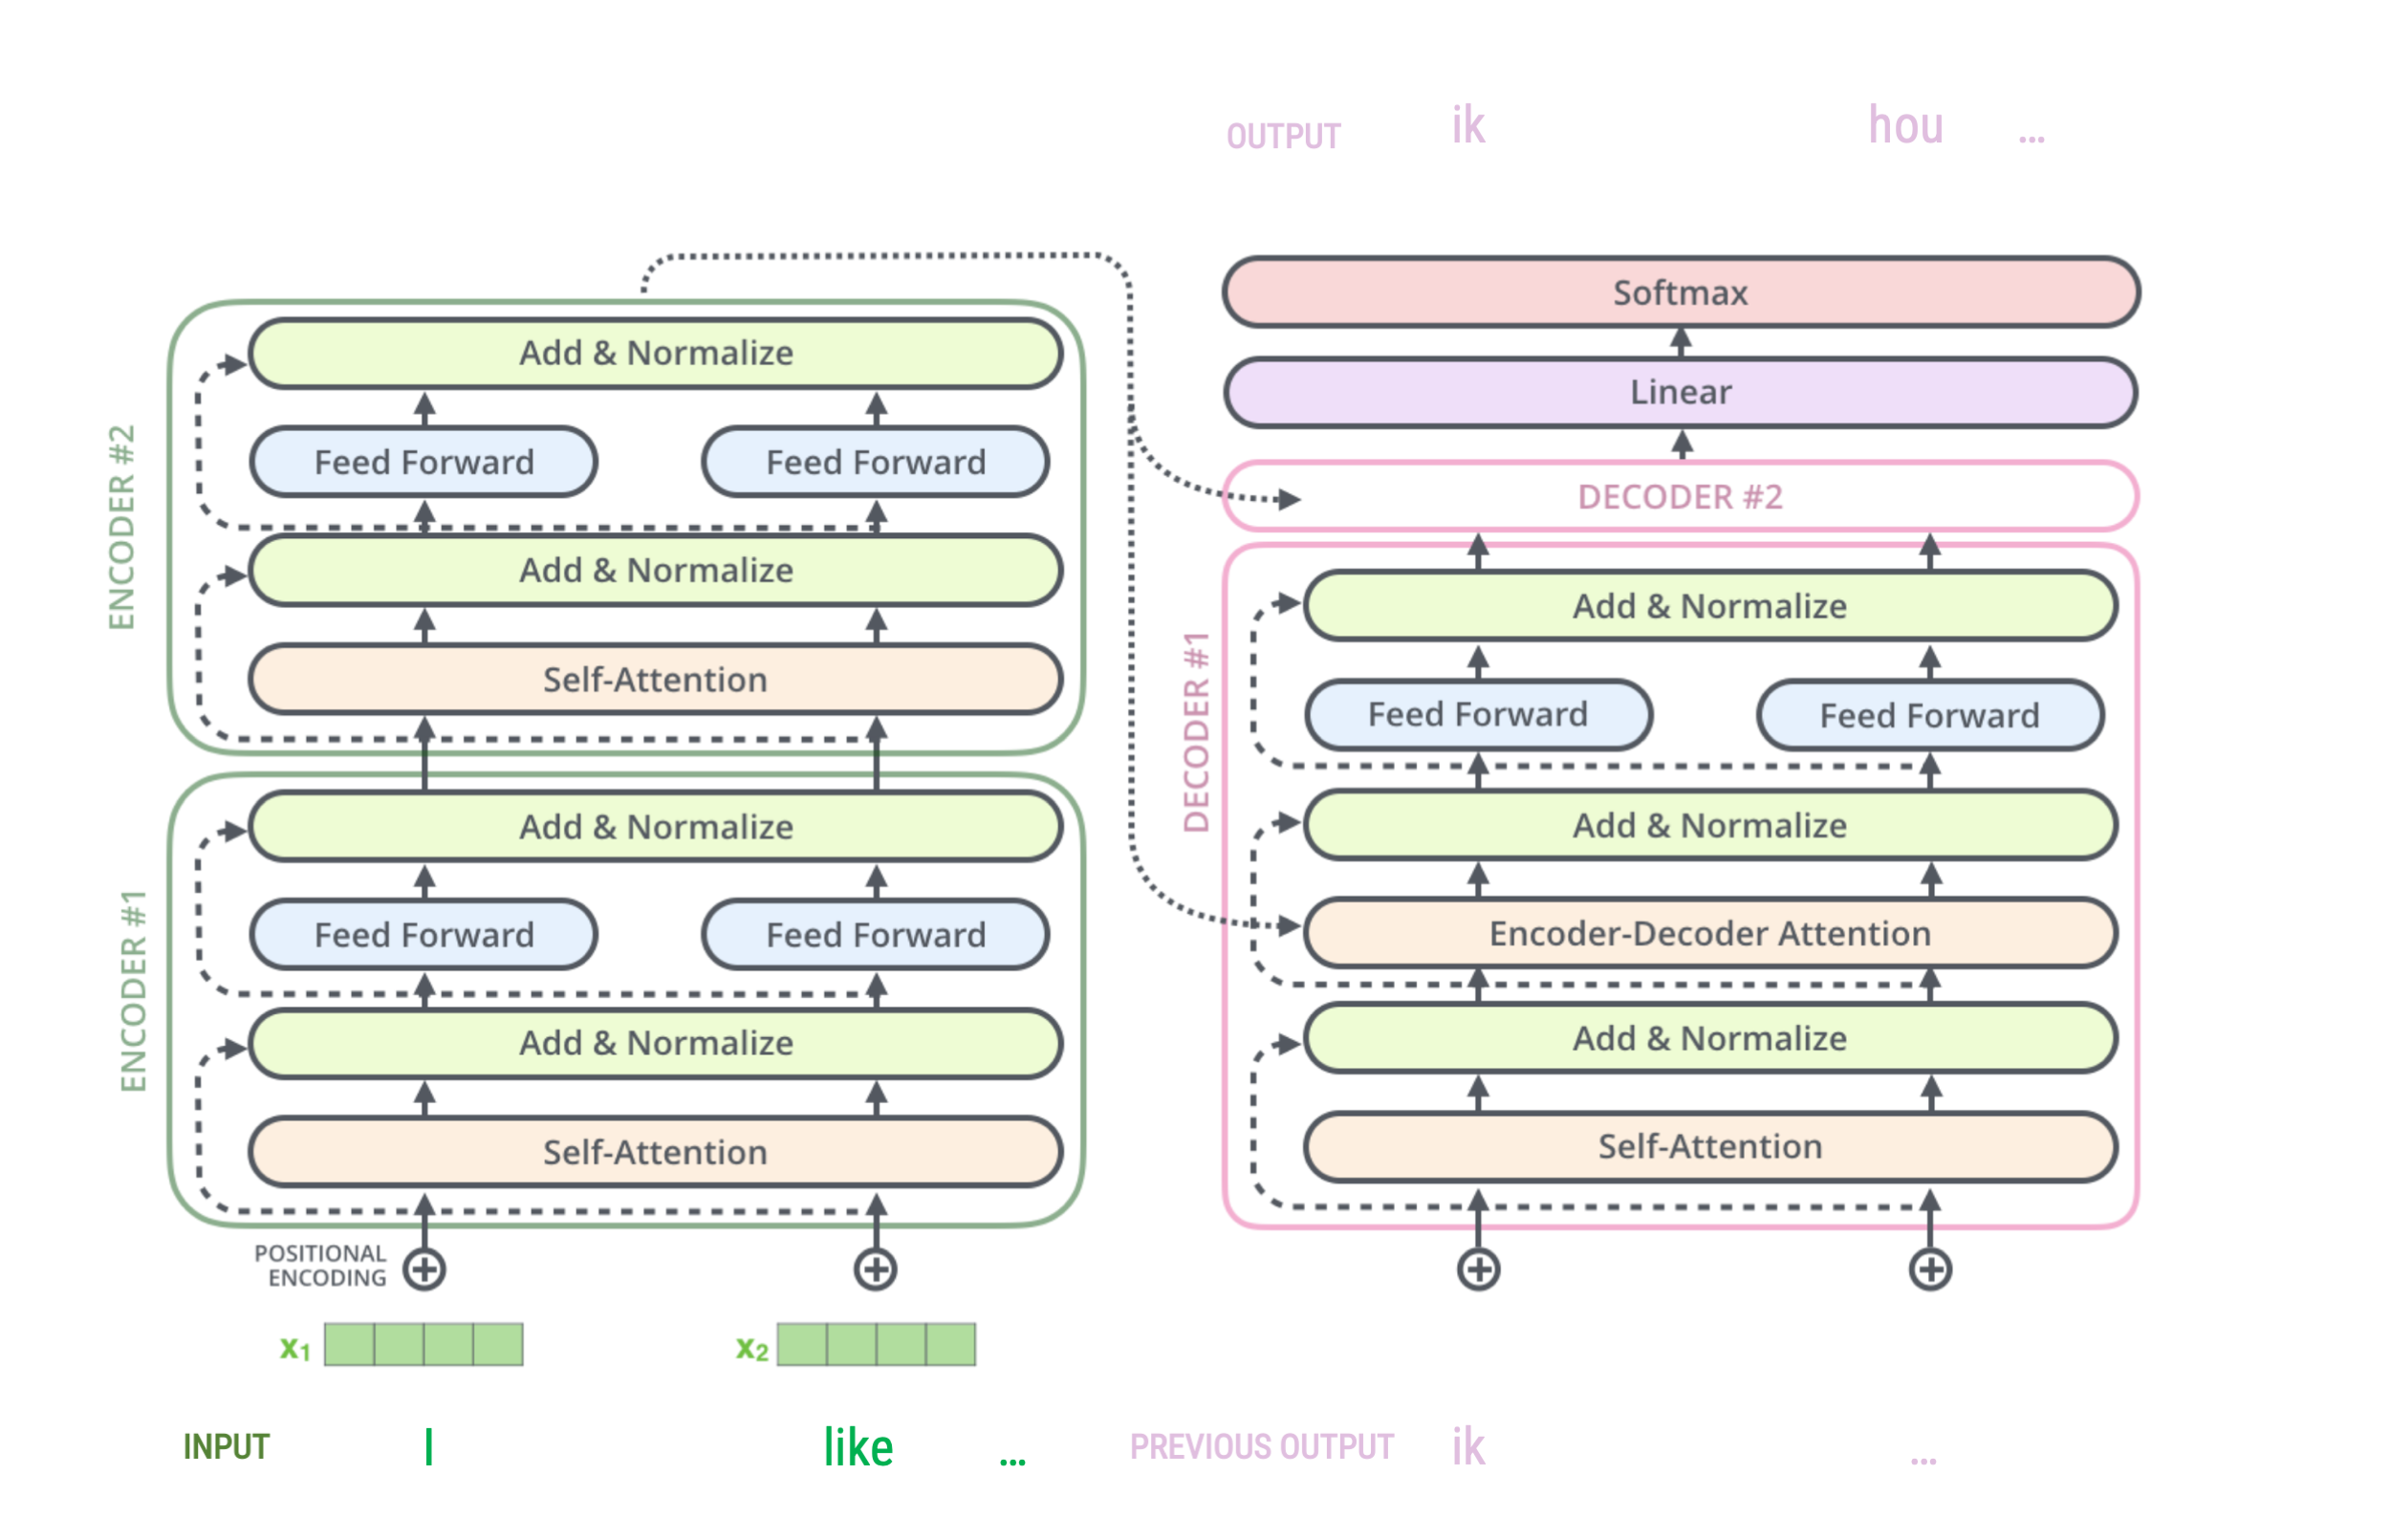 OUTPUT ik hou ...
ENCODER #2
Add & Normalize
Feed Forward Feed Forward
Add & Normalize
Self-Attention
ENCODER #1
Add & Normalize
Feed Forward Feed Forward
Add & Normalize
Self-Attention
POSITIONAL
ENCODING
x1 x2
INPUT I like ...
Softmax
Linear
DECODER #2
DECODER #1
Add & Normalize
Feed Forward Feed Forward
Add & Normalize
Encoder-Decoder Attention
Add & Normalize
Self-Attention
PREVIOUS OUTPUT ik ...